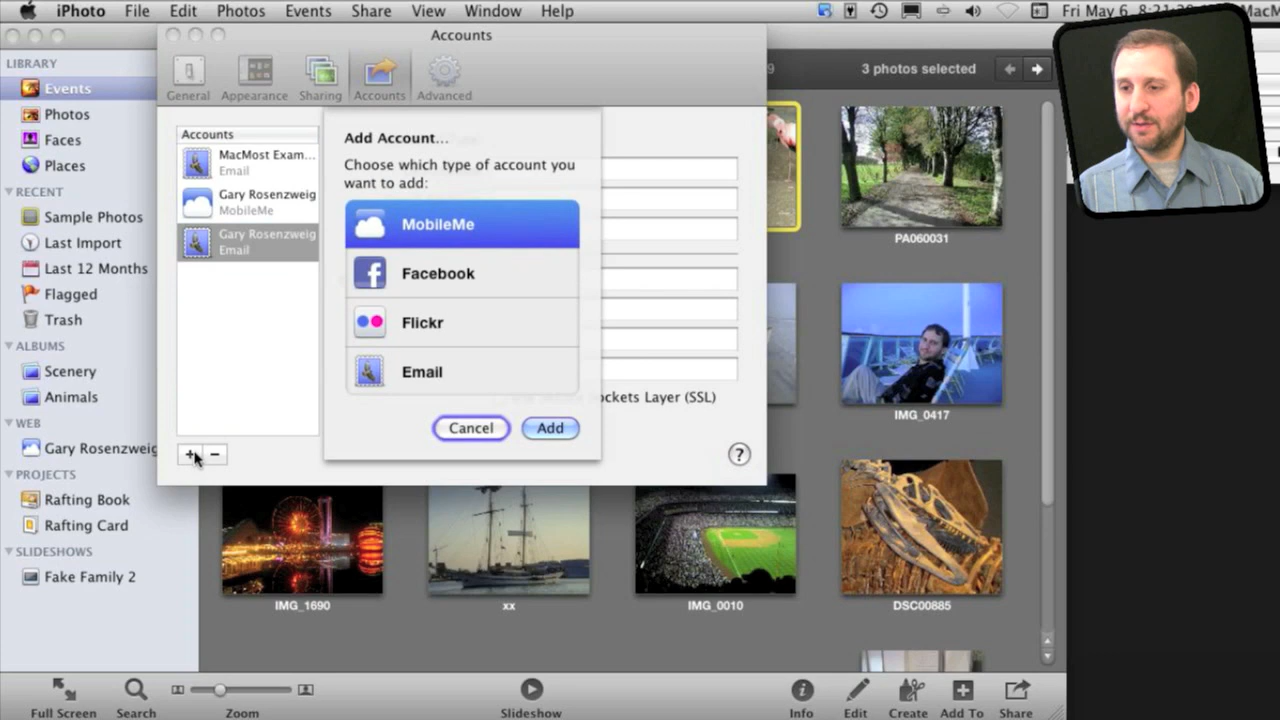 iPhoto File Edit Photos Events Share View Window Help
Accounts
General Appearance Sharing Accounts Advanced
9
3 photos selected
LIBRARY
Events
Photos
Faces
Places
RECENT
Sample Photos
Last Import
Last 12 Months
Flagged
Trash
ALBUMS
Scenery
Animals
WEB
Gary Rosenzweig
PROJECTS
Rafting Book
Rafting Card
SLIDESHOWS
Fake Family 2
Accounts
MacMost Exam...
Email
Gary Rosenzweig
MobileMe
Gary Rosenzweig
Email
+ −
Add Account...
Choose which type of account you
want to add:
MobileMe
Facebook
Flickr
Email
Cancel Add
ockets Layer (SSL)
?
PA060031
IMG_0417
IMG_1690 xx IMG_0010 DSC00885
Full Screen Search Zoom Slideshow Info Edit Create Add To Share